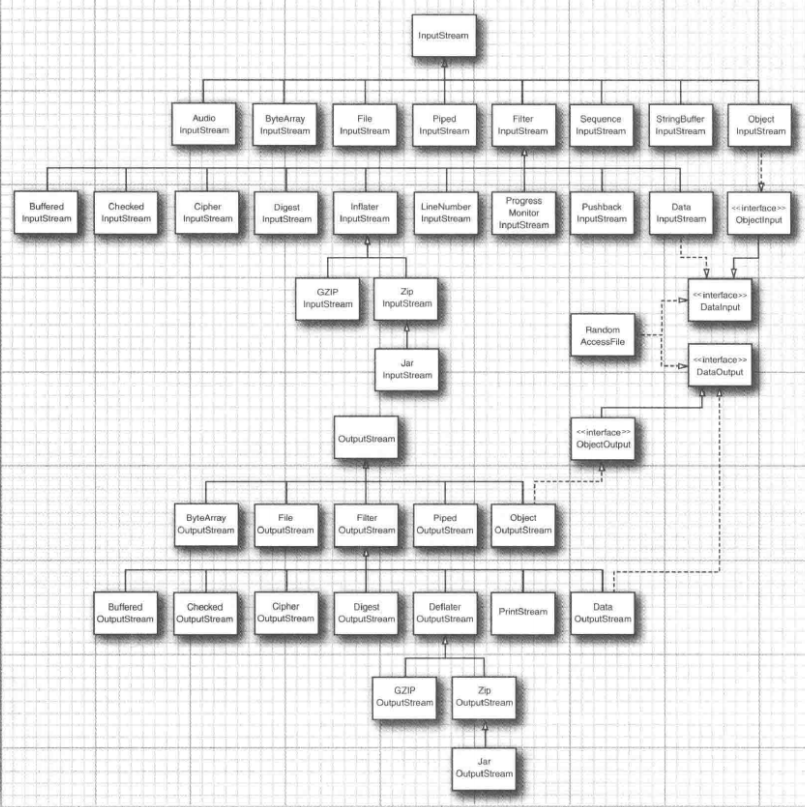 InputStream
Audio
InputStream
ByteArray
InputStream
File
InputStream
Piped
InputStream
Filter
InputStream
Sequence
InputStream
StringBuffer
InputStream
Object
InputStream
Buffered
InputStream
Checked
InputStream
Cipher
InputStream
Digest
InputStream
Inflater
InputStream
LineNumber
InputStream
Progress
Monitor
InputStream
Pushback
InputStream
Data
InputStream
<<interface>>
ObjectInput
GZIP
InputStream
Zip
InputStream
<<interface>>
DataInput
Random
AccessFile
Jar
InputStream
<<interface>>
DataOutput
OutputStream
<<interface>>
ObjectOutput
ByteArray
OutputStream
File
OutputStream
Filter
OutputStream
Piped
OutputStream
Object
OutputStream
Buffered
OutputStream
Checked
OutputStream
Cipher
OutputStream
Digest
OutputStream
Deflater
OutputStream
PrintStream
Data
OutputStream
GZIP
OutputStream
Zip
OutputStream
Jar
OutputStream